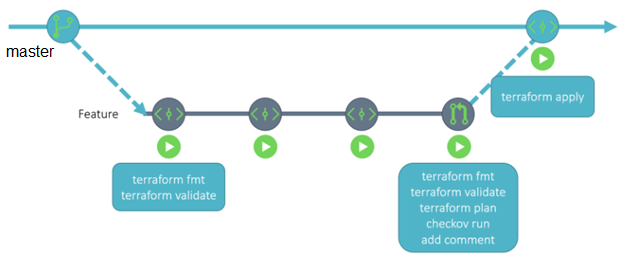 master
terraform apply
Feature
terraform fmt
terraform validate
terraform fmt
terraform validate
terraform plan
checkov run
add comment